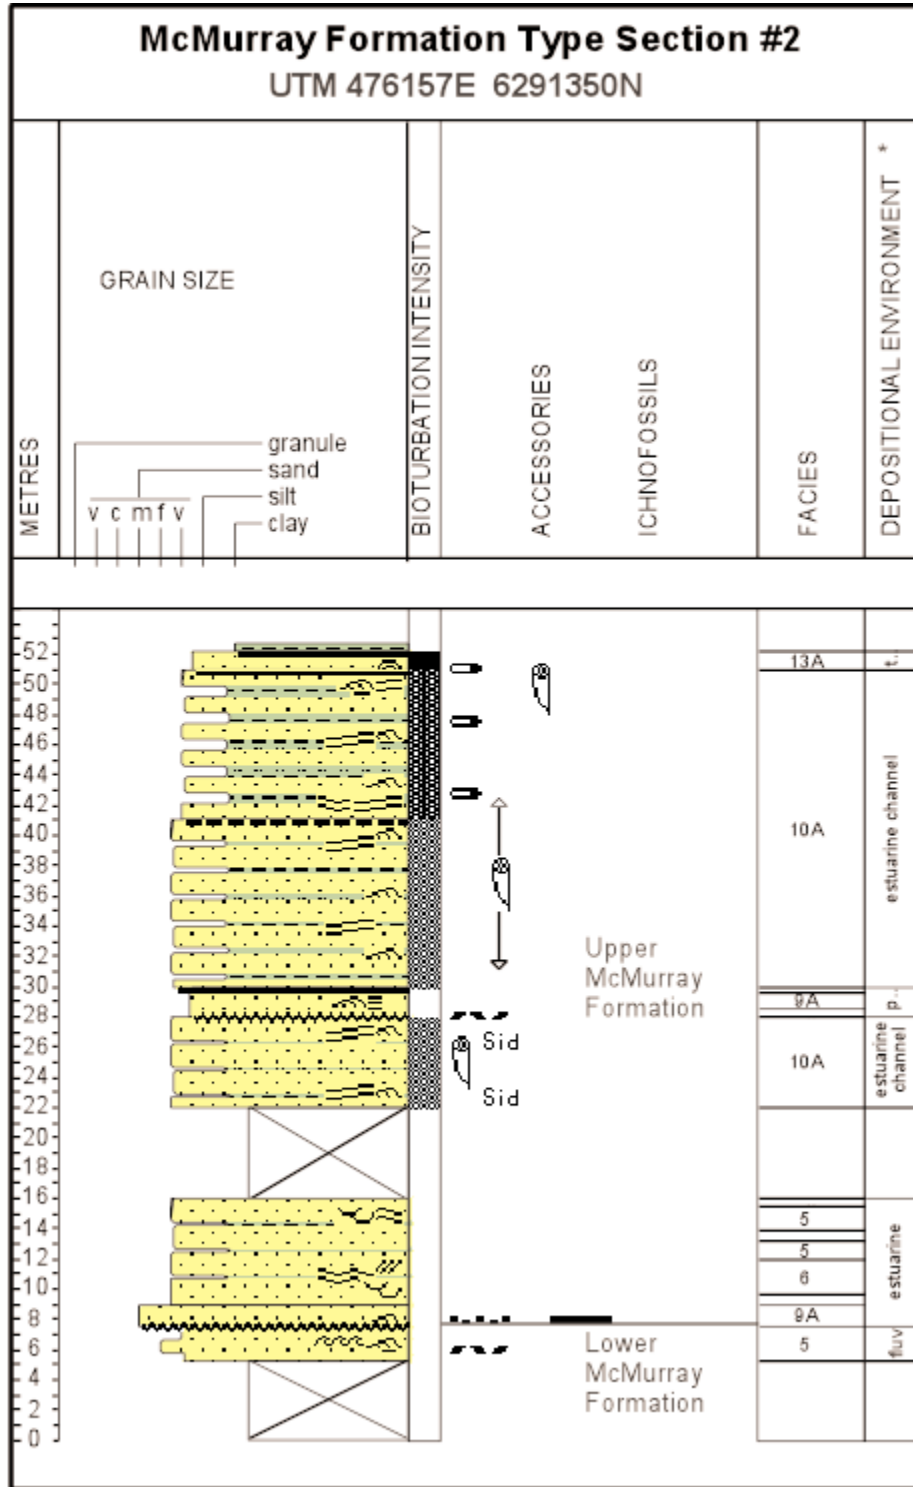 McMurray Formation Type Section #2
UTM 476157E 6291350N
METRES
GRAIN SIZE
granule
sand
silt
clay
v c m f v
BIOTURBATION INTENSITY
ACCESSORIES
ICHNOFOSSILS
FACIES
DEPOSITIONAL ENVIRONMENT *
52
50
48
46
44
42
40
38
36
34
32
30
28
26
24
22
20
18
16
14
12
10
8
6
4
2
0
Sid
Sid
Upper
McMurray
Formation
Lower
McMurray
Formation
13A
10A
9A
10A
5
5
6
9A
5
t..
estuarine channel
p..
estuarine
channel
estuarine
fluv